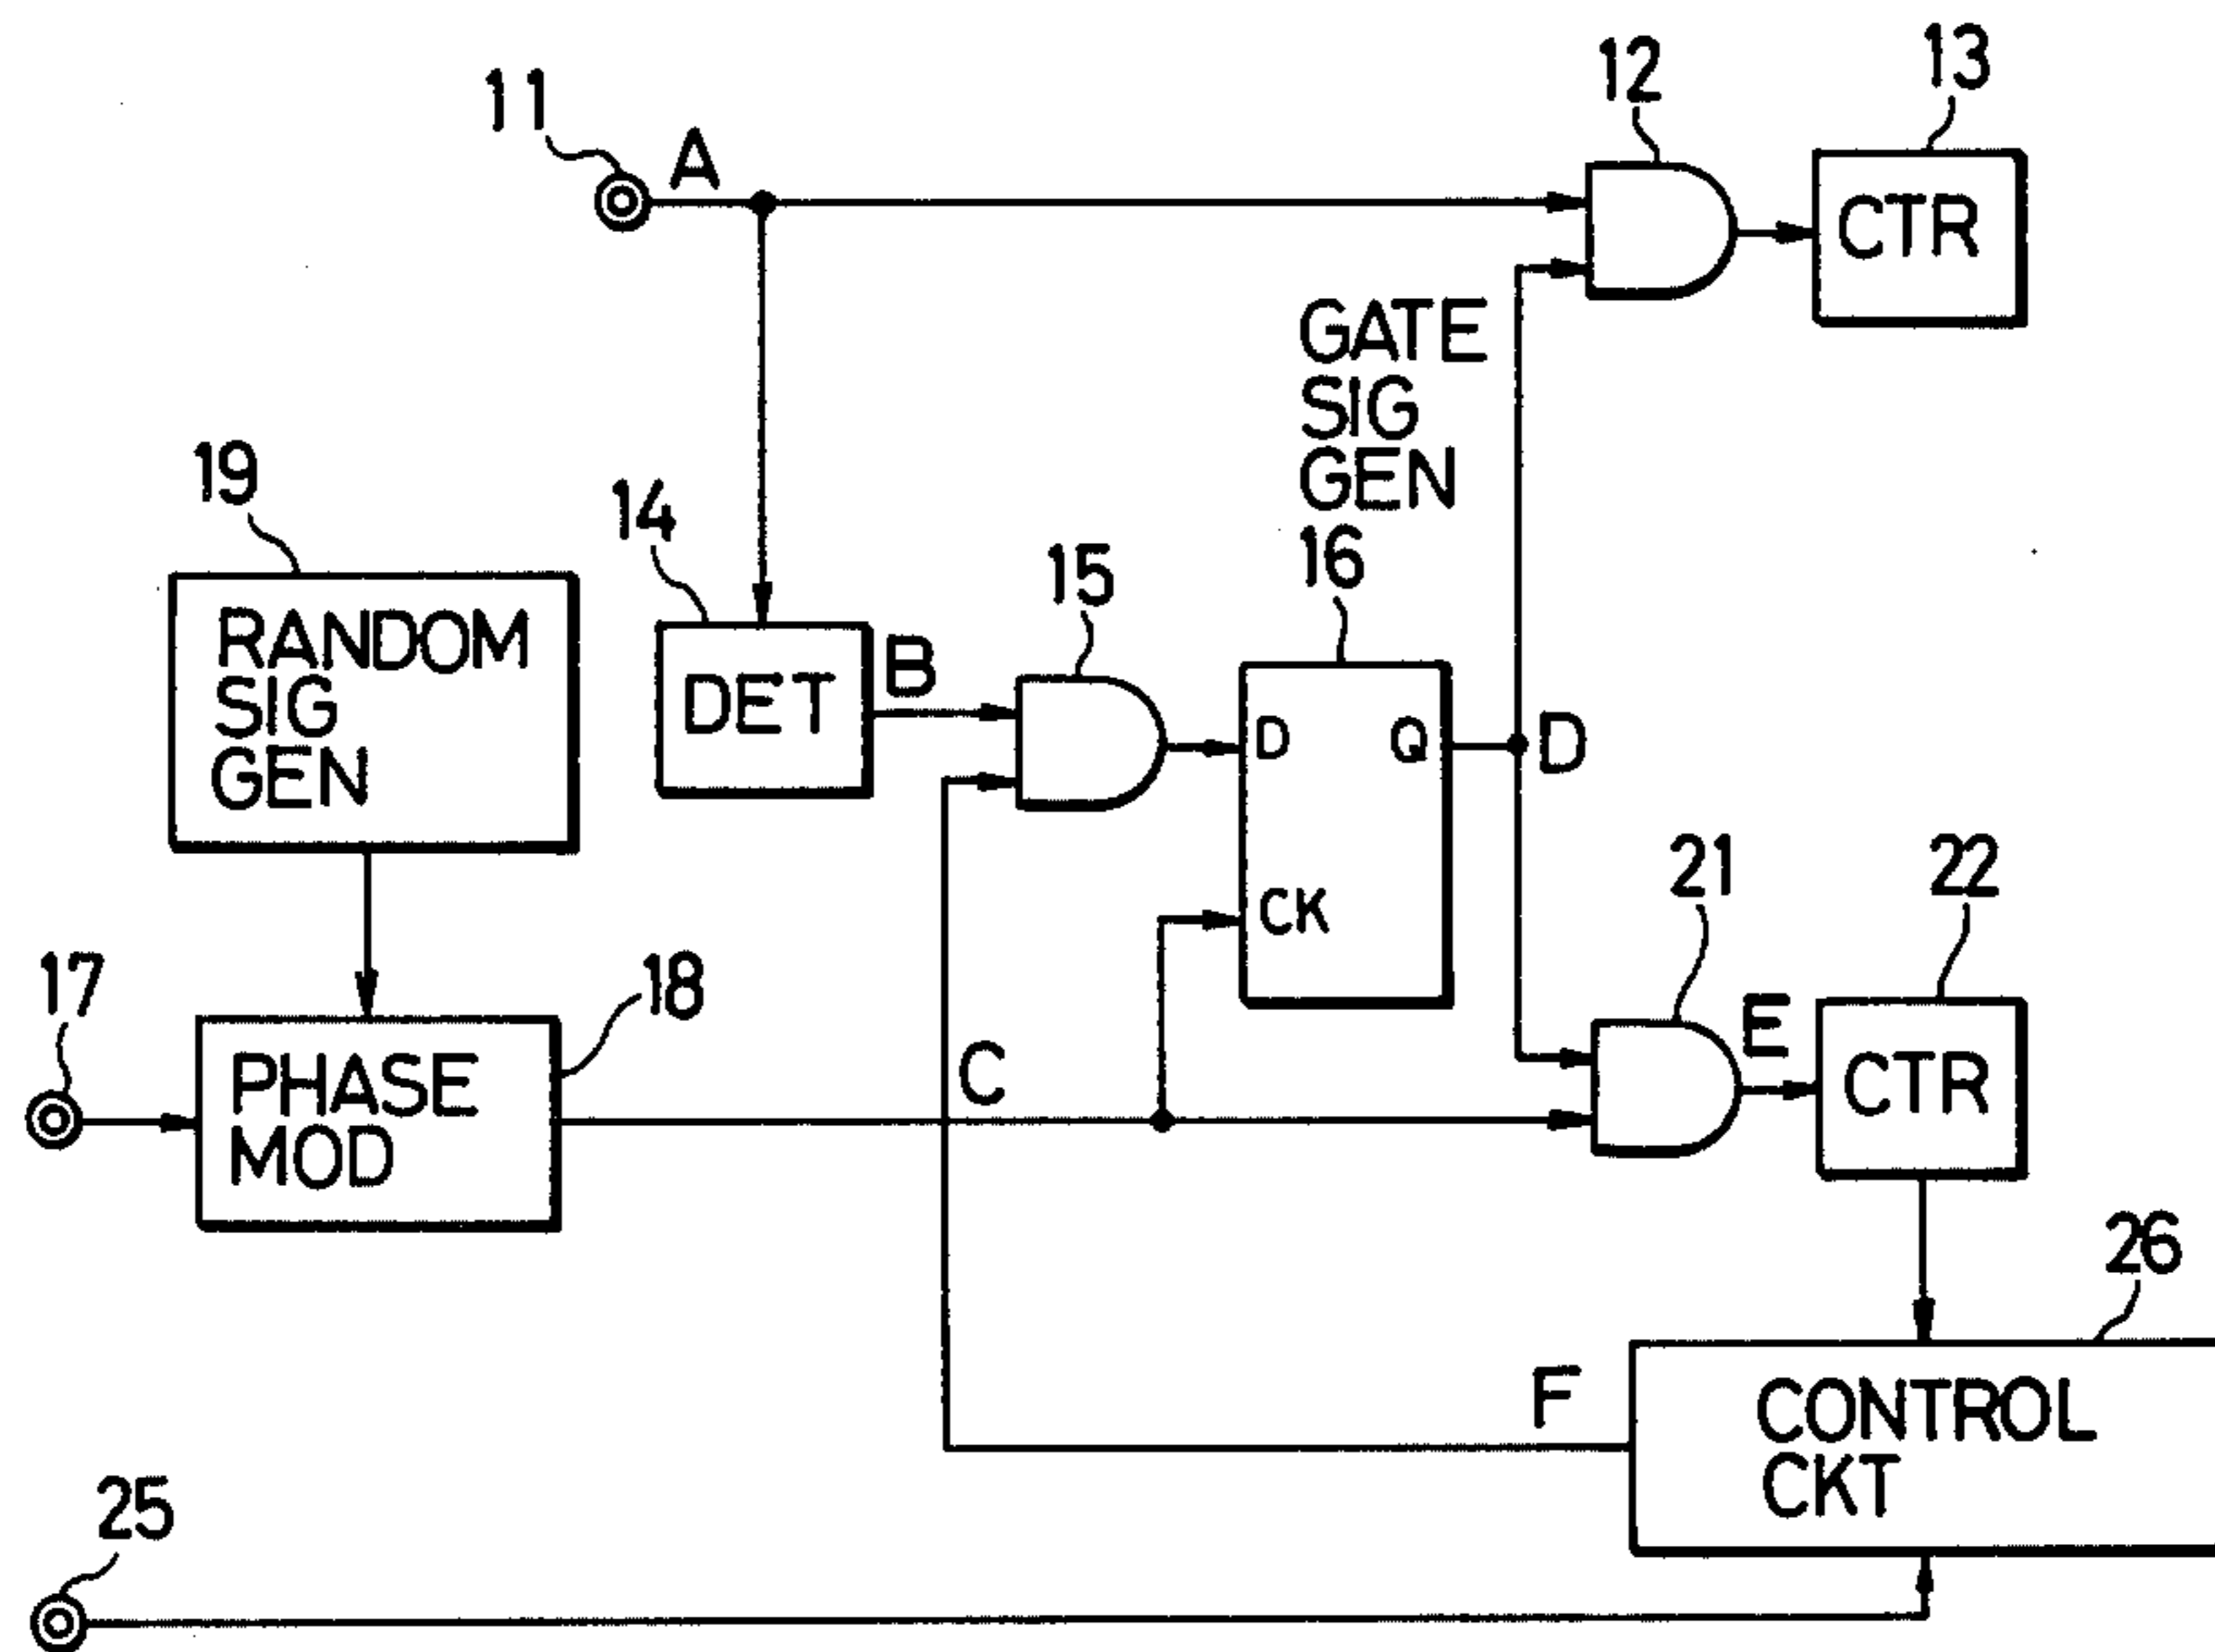 11
A
12
13
CTR
GATE
SIG
GEN
16
19
RANDOM
SIG
GEN
14
DET
B
15
D
Q
D
CK
17
18
PHASE
MOD
C
21
E
22
CTR
26
F
CONTROL
CKT
25